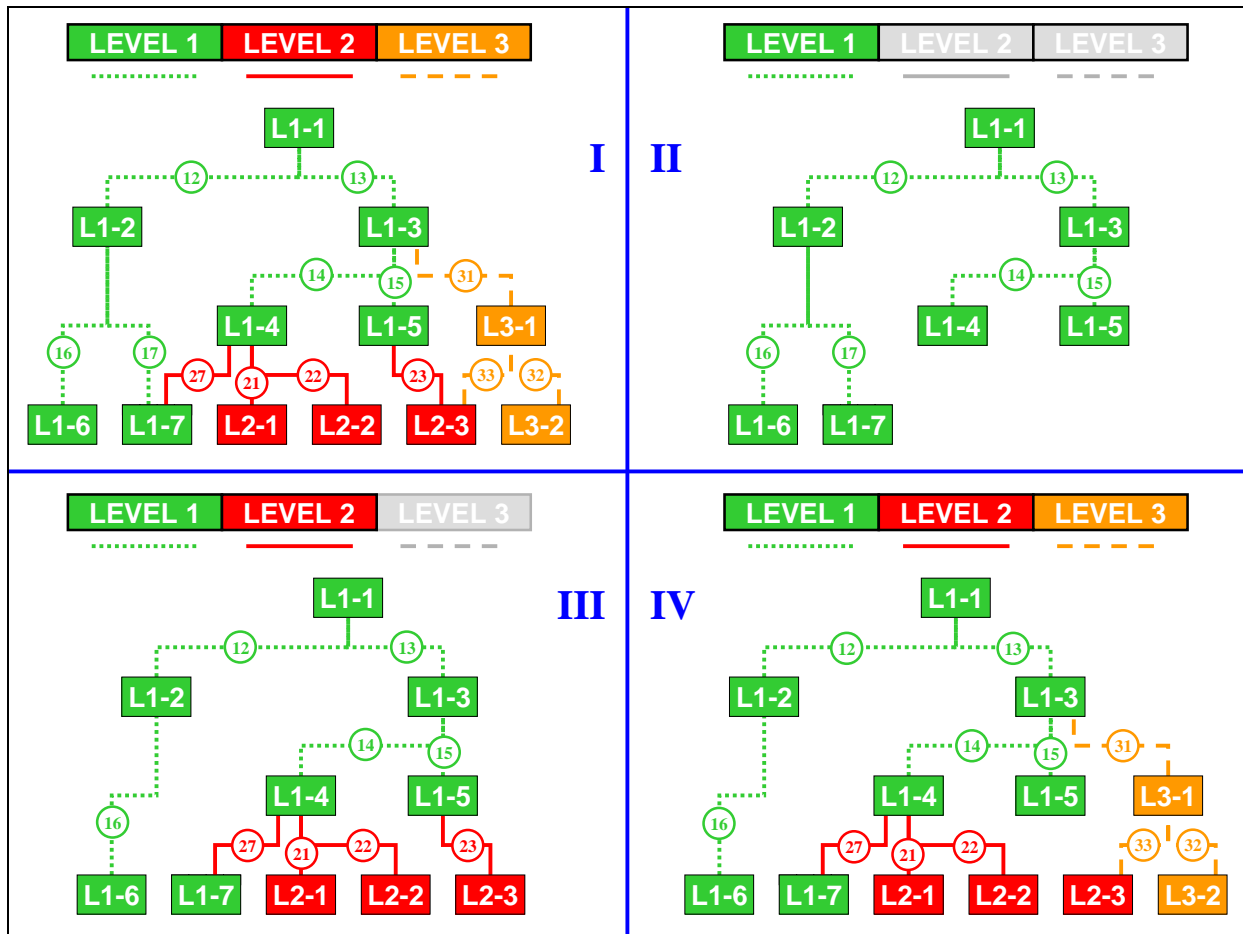 LEVEL 1 LEVEL 2 LEVEL 3
L1-1
I
12 13
L1-2 L1-3
14 15 31
L1-4 L1-5 L3-1
16 17 27 21 22 23 33 32
L1-6 L1-7 L2-1 L2-2 L2-3 L3-2
LEVEL 1 LEVEL 2 LEVEL 3
L1-1
II
12 13
L1-2 L1-3
14 15
L1-4 L1-5
16 17
L1-6 L1-7
LEVEL 1 LEVEL 2 LEVEL 3
L1-1
III
12 13
L1-2 L1-3
14 15
L1-4 L1-5
16 27 21 22 23
L1-6 L1-7 L2-1 L2-2 L2-3
LEVEL 1 LEVEL 2 LEVEL 3
L1-1
IV
12 13
L1-2 L1-3
14 15 31
L1-4 L1-5 L3-1
16 27 21 22 33 32
L1-6 L1-7 L2-1 L2-2 L2-3 L3-2